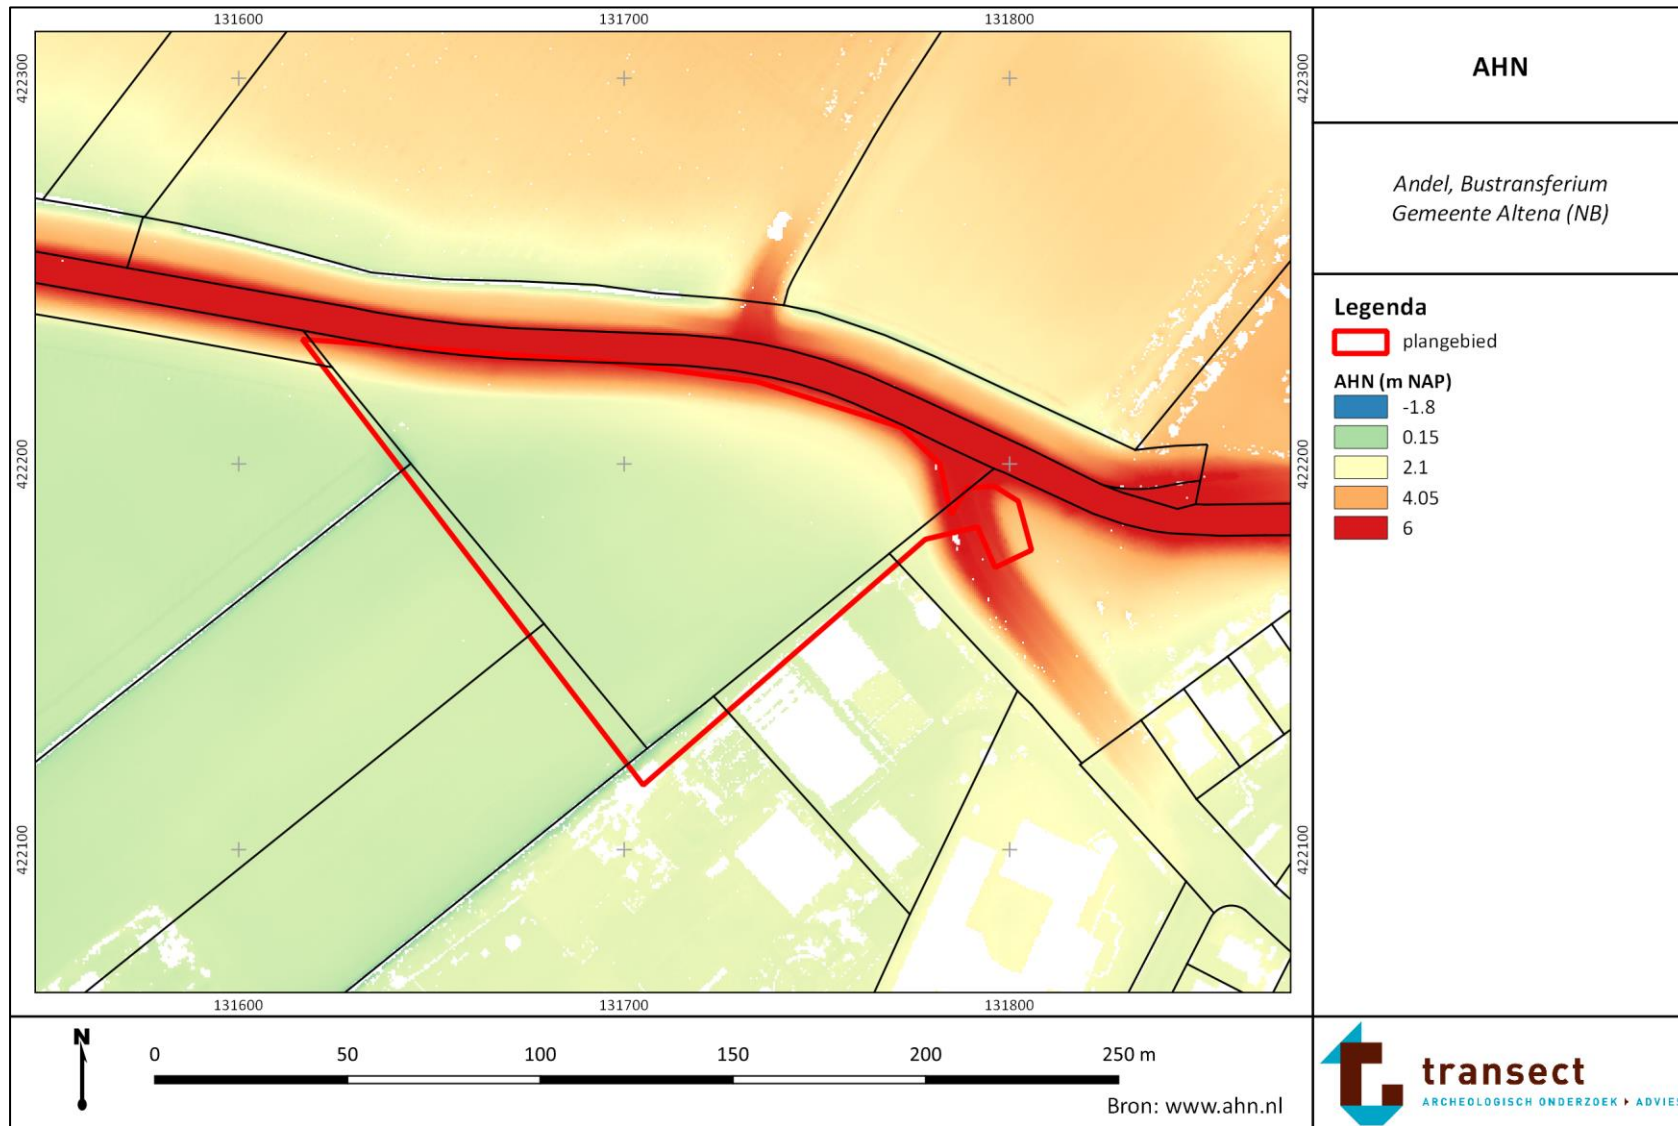 131600 131700 131800
422300 422300
422200 422200
422100 422100
131600 131700 131800
AHN
Andel, Bustransferium
Gemeente Altena (NB)
Legenda
plangebied
AHN (m NAP)
-1.8
0.15
2.1
4.05
6
N
0 50 100 150 200 250 m
Bron: www.ahn.nl
transect
ARCHEOLOGISCH ONDERZOEK ▸ ADVIES